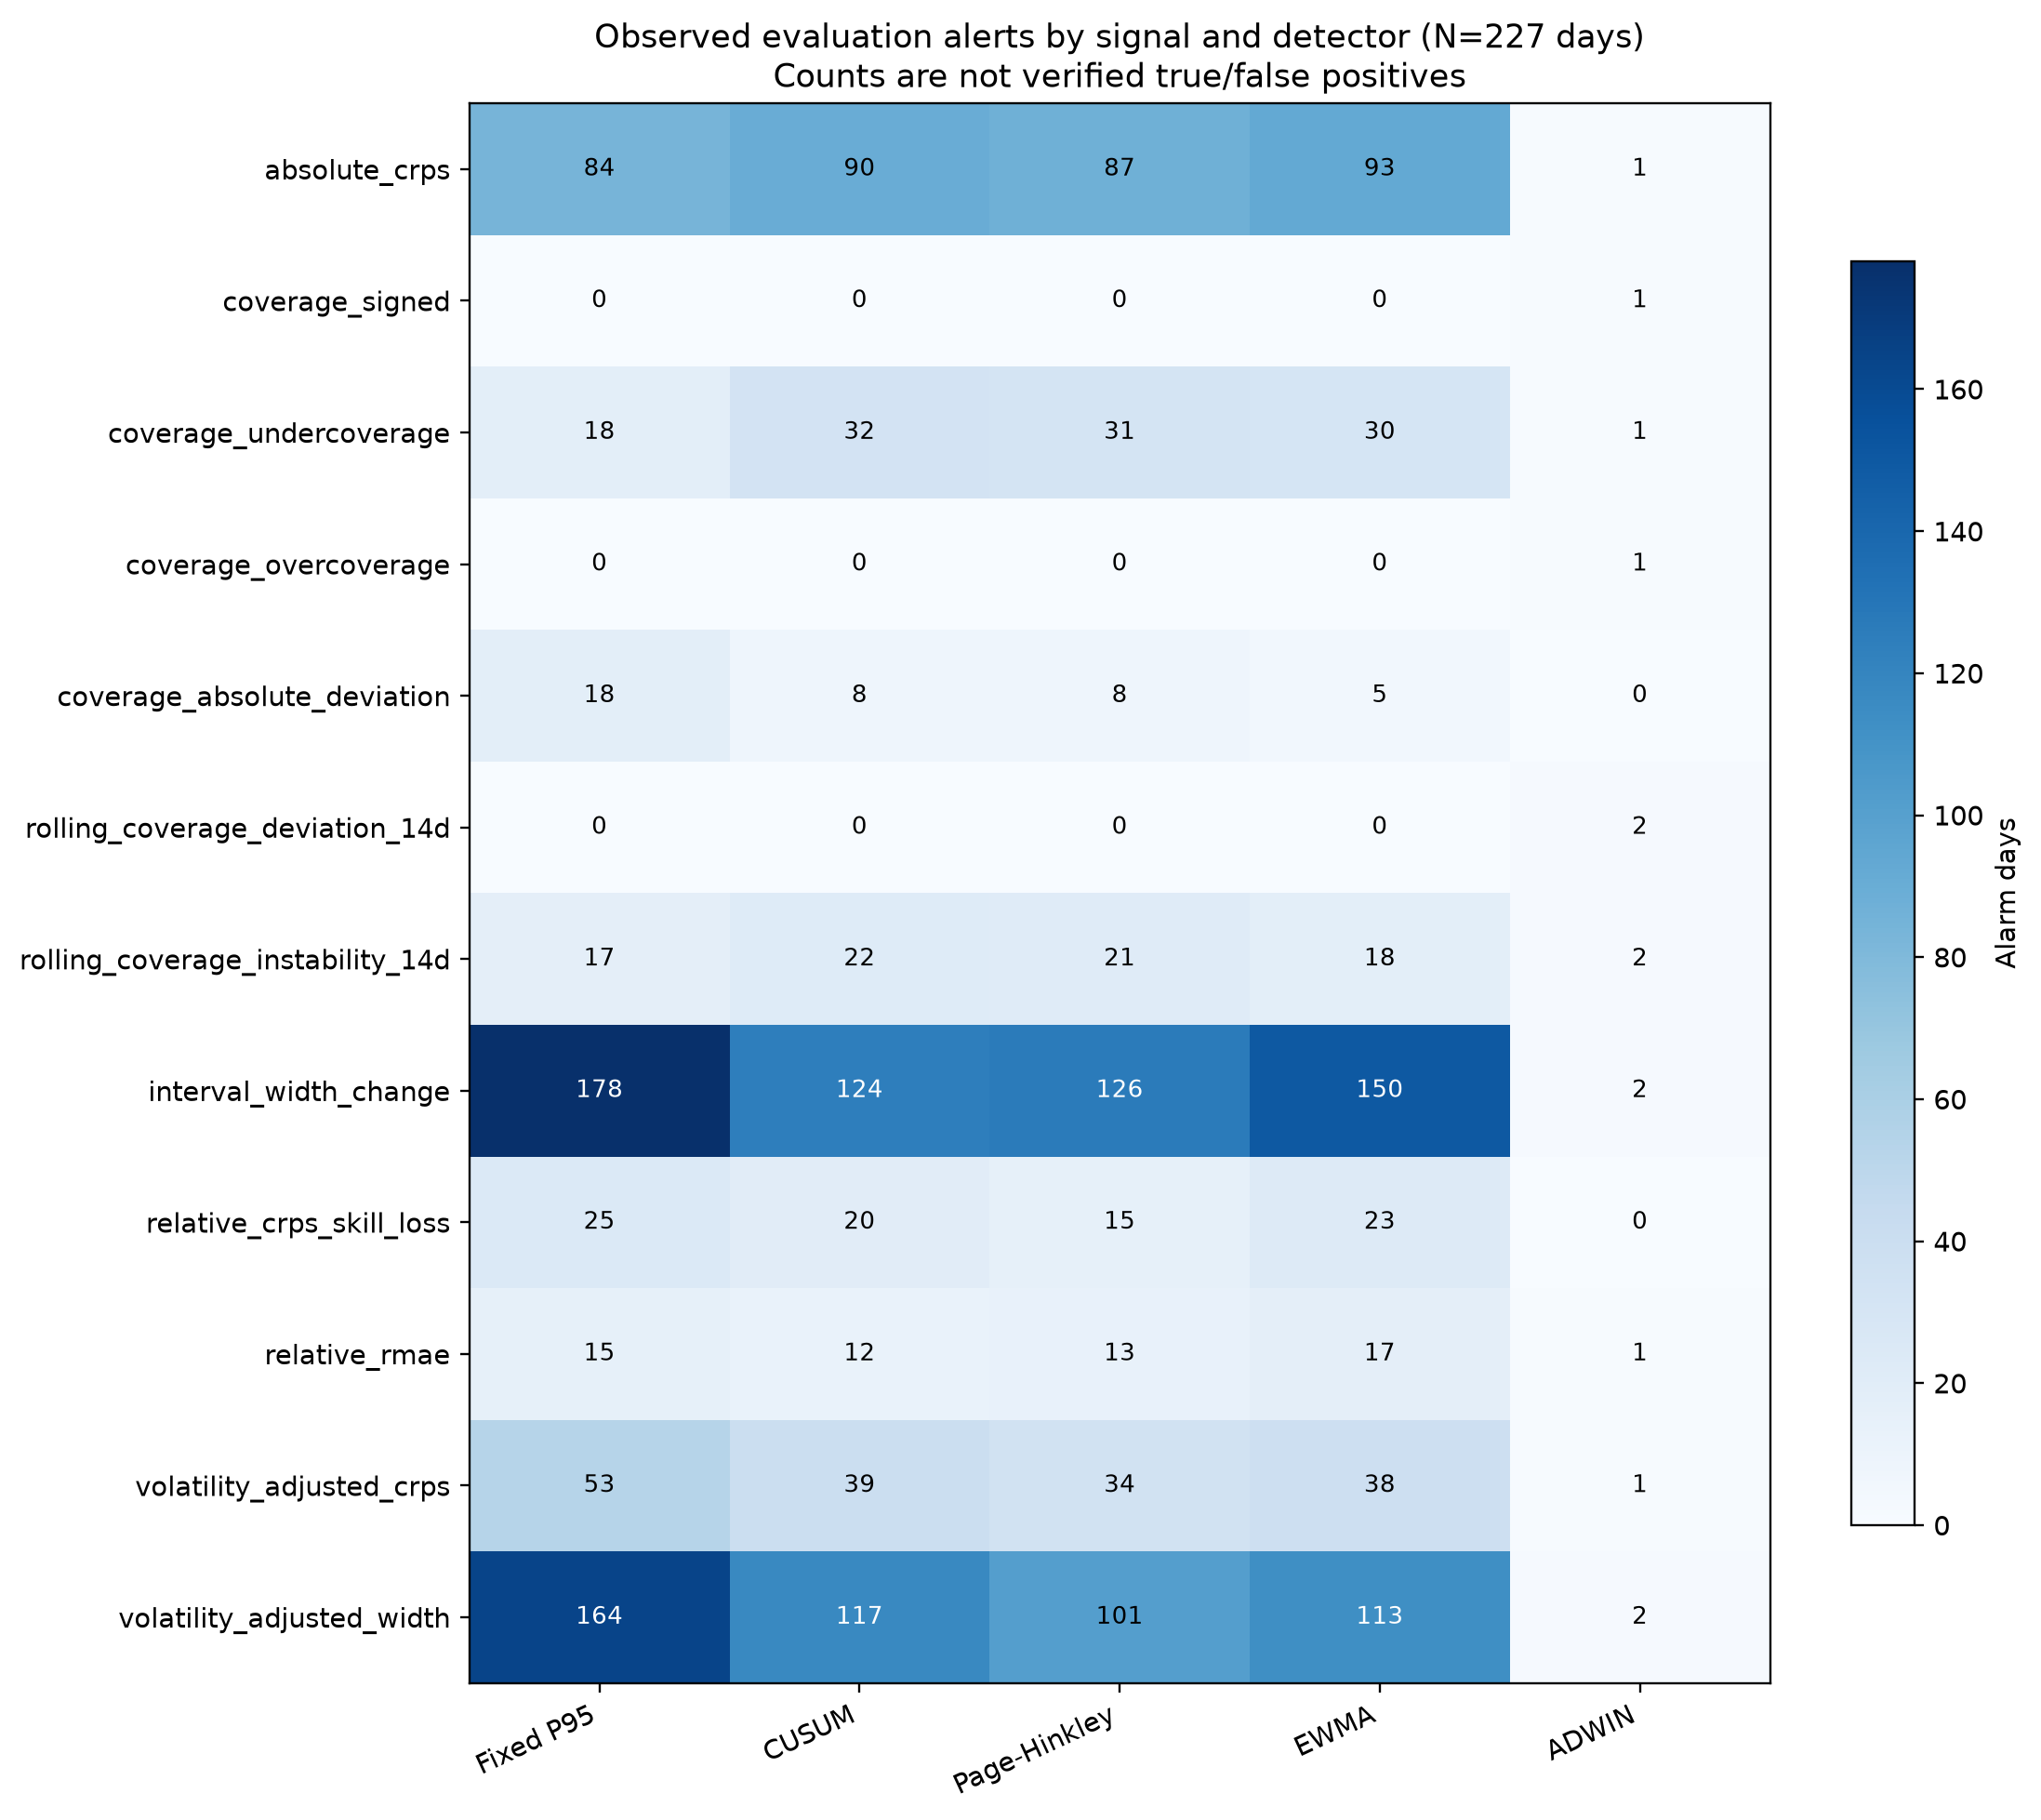 Observed evaluation alerts by signal and detector (N=227 days)
Counts are not verified true/false positives
absolute_crps 84 90 87 93 1
coverage_signed 0 0 0 0 1
coverage_undercoverage 18 32 31 30 1
coverage_overcoverage 0 0 0 0 1
coverage_absolute_deviation 18 8 8 5 0
rolling_coverage_deviation_14d 0 0 0 0 2
rolling_coverage_instability_14d 17 22 21 18 2
interval_width_change 178 124 126 150 2
relative_crps_skill_loss 25 20 15 23 0
relative_rmae 15 12 13 17 1
volatility_adjusted_crps 53 39 34 38 1
volatility_adjusted_width 164 117 101 113 2
Fixed P95 CUSUM Page-Hinkley EWMA ADWIN
160
140
120
100
80
60
40
20
0
Alarm days